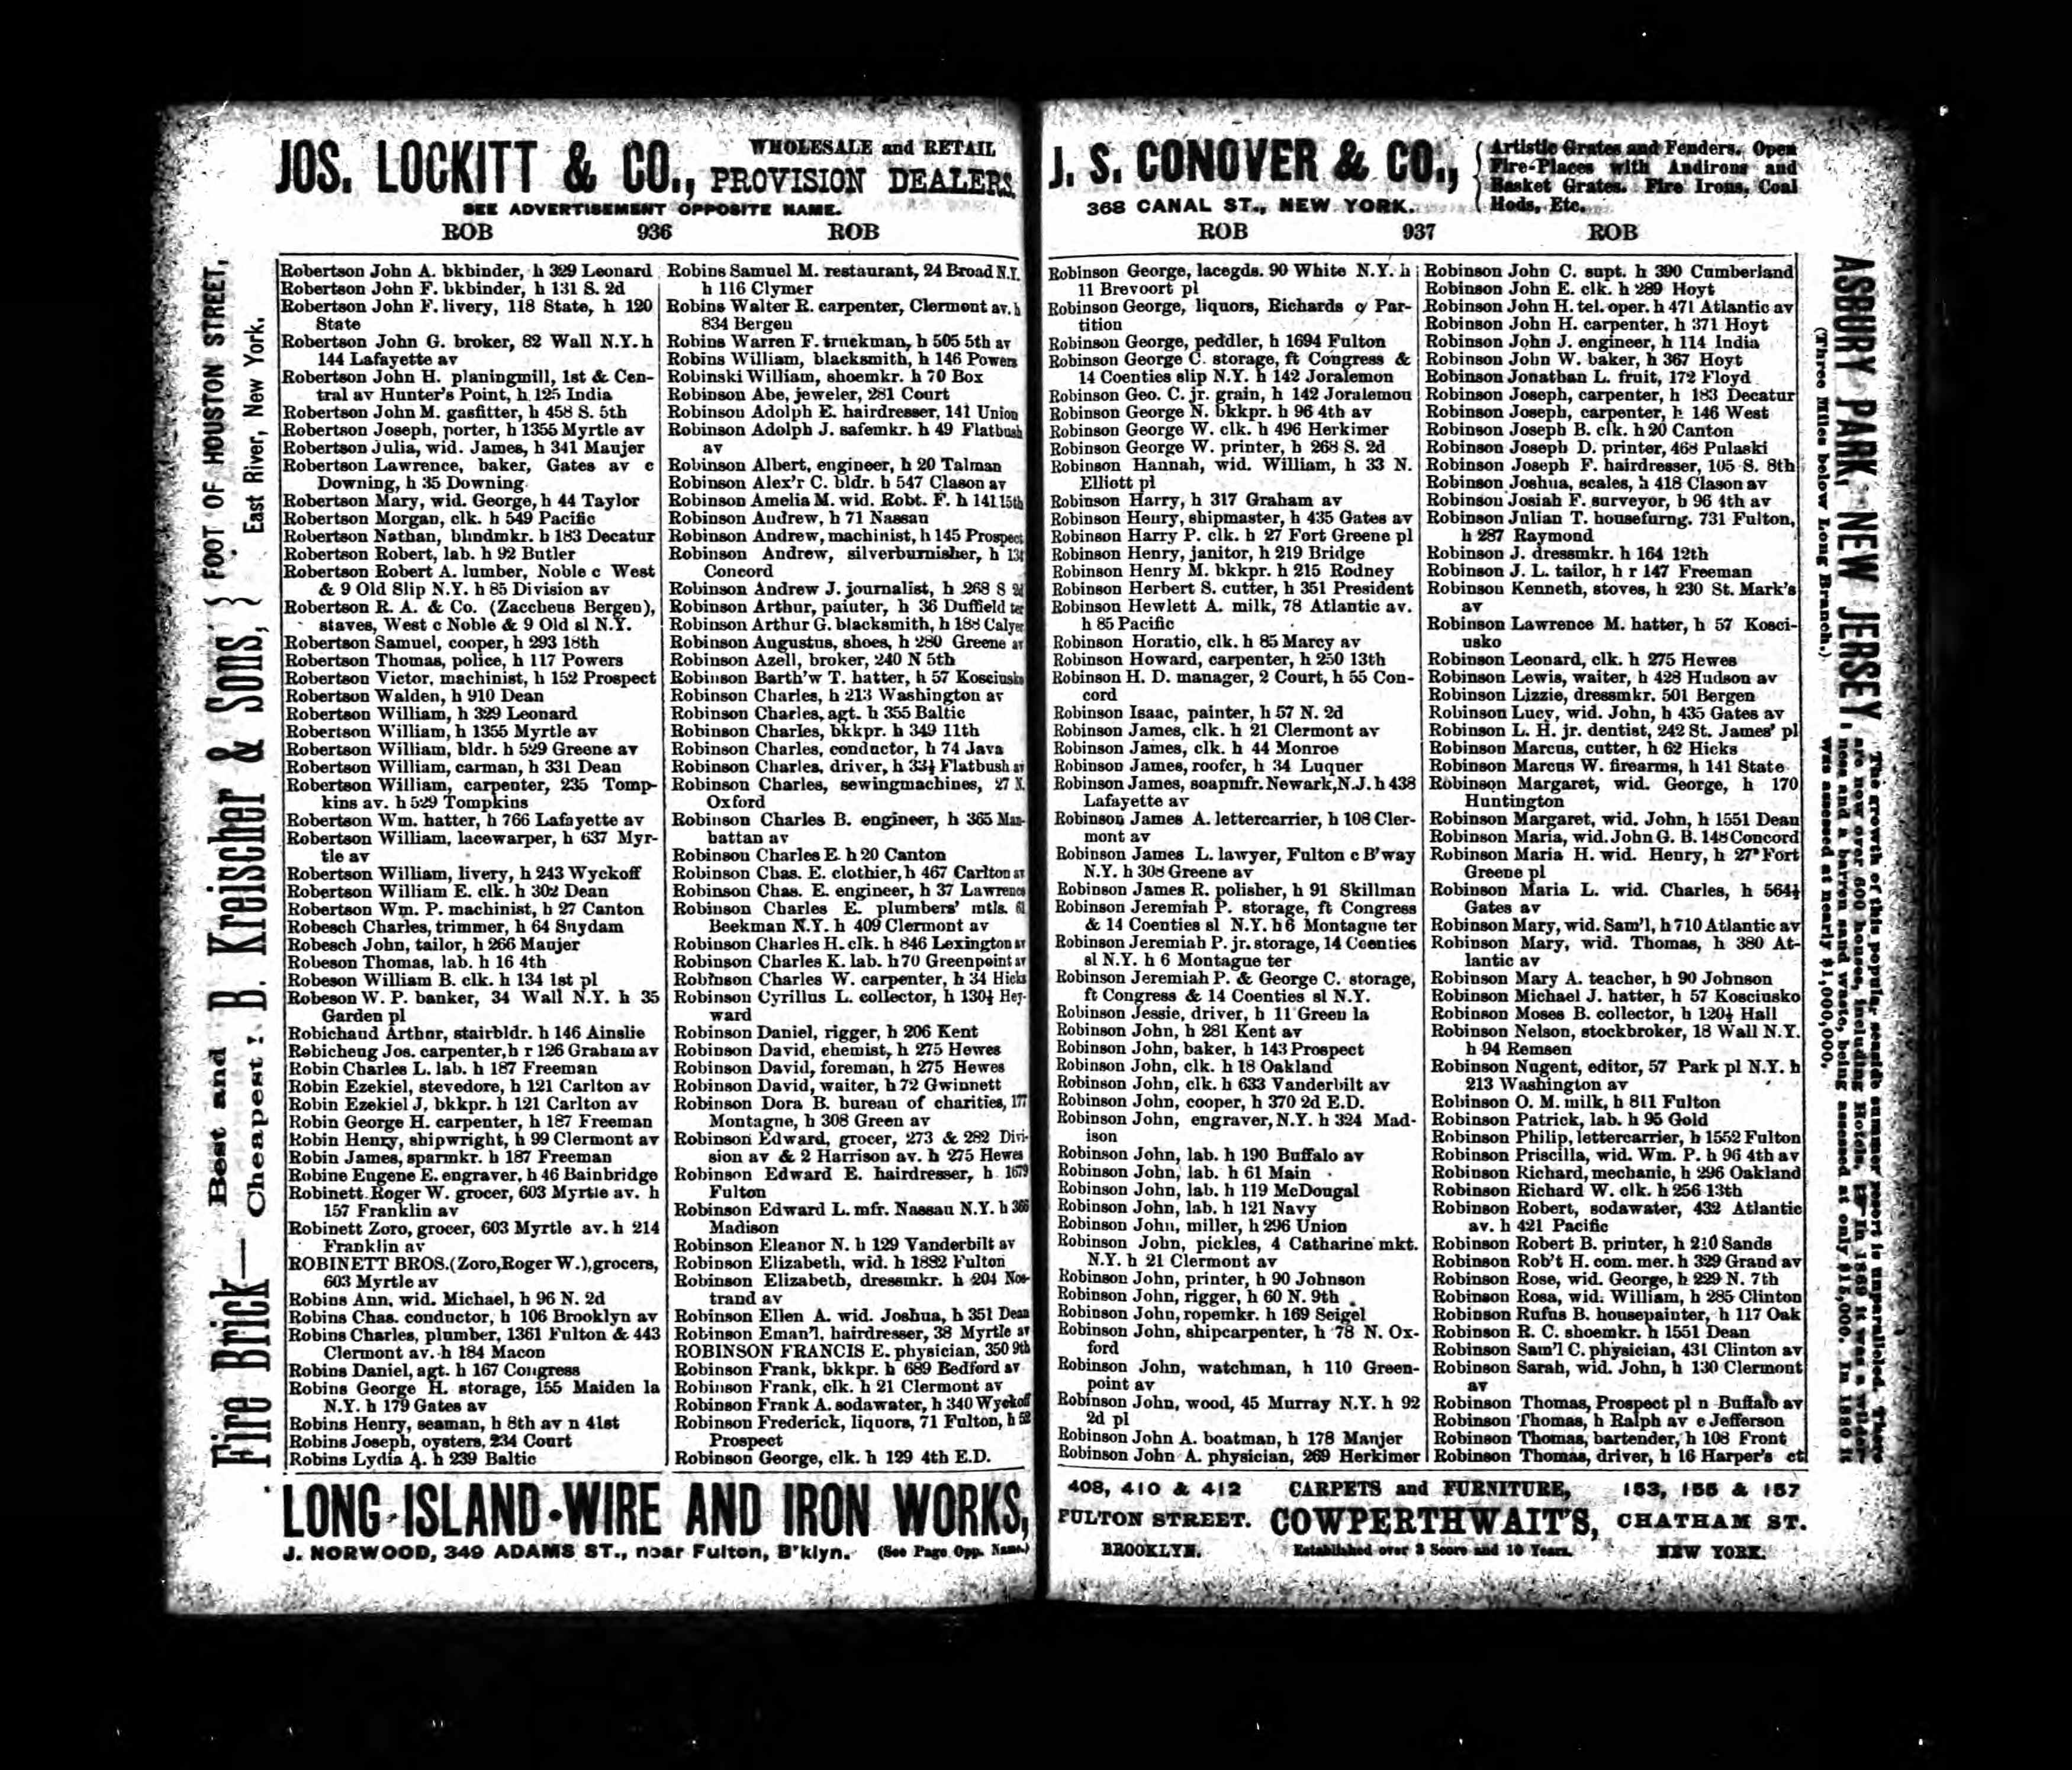 JOS. LOCKITT & CO., WHOLESALE and RETAIL
PROVISION DEALERS.
SEE ADVERTISEMENT OPPOSITE NAME.
ROB 936 ROB
Robertson John A. bkbinder, h 329 Leonard
Robertson John F. bkbinder, h 131 S. 2d
Robertson John F. livery, 118 State, h 120
State
Robertson John G. broker, 82 Wall N.Y. h
144 Lafayette av
Robertson John H. planingmill, 1st & Cen-
tral av Hunter's Point, h 125 India
Robertson John M. gasfitter, h 458 S. 5th
Robertson Joseph, porter, h 1355 Myrtle av
Robertson Julia, wid. James, h 341 Maujer
Robertson Lawrence, baker, Gates av c
Downing, h 35 Downing
Robertson Mary, wid. George, h 44 Taylor
Robertson Morgan, clk. h 549 Pacific
Robertson Nathan, blindmkr. h 183 Decatur
Robertson Robert, lab. h 92 Butler
Robertson Robert A. lumber, Noble c West
& 9 Old Slip N.Y. h 85 Division av
Robertson R. A. & Co. (Zaccheus Bergen),
staves, West c Noble & 9 Old sl N.Y.
Robertson Samuel, cooper, h 293 18th
Robertson Thomas, police, h 117 Powers
Robertson Victor, machinist, h 152 Prospect
Robertson Walden, h 910 Dean
Robertson William, h 329 Leonard
Robertson William, h 1355 Myrtle av
Robertson William, bldr. h 529 Greene av
Robertson William, carman, h 331 Dean
Robertson William, carpenter, 235 Tomp-
kins av. h 529 Tompkins
Robertson Wm. hatter, h 766 Lafayette av
Robertson William, lacewarper, h 637 Myr-
tle av
Robertson William, livery, h 243 Wyckoff
Robertson William E. clk. h 302 Dean
Robertson Wm. P. machinist, h 27 Canton
Robesch Charles, trimmer, h 64 Suydam
Robesch John, tailor, h 266 Maujer
Robeson Thomas, lab. h 16 4th
Robeson William B. clk. h 134 1st pl
Robeson W. P. banker, 34 Wall N.Y. h 35
Garden pl
Robichaud Arthur, stairbldr. h 146 Ainslie
Robicheug Jos. carpenter, h r 126 Graham av
Robin Charles L. lab. h 187 Freeman
Robin Ezekiel, stevedore, h 121 Carlton av
Robin Ezekiel J. bkkpr. h 121 Carlton av
Robin George H. carpenter, h 187 Freeman
Robin Henry, shipwright, h 99 Clermont av
Robin James, sparmkr. h 187 Freeman
Robine Eugene E. engraver, h 46 Bainbridge
Robinett Roger W. grocer, 603 Myrtle av. h
157 Franklin av
Robinett Zoro, grocer, 603 Myrtle av. h 214
Franklin av
ROBINETT BROS. (Zoro, Roger W.), grocers,
603 Myrtle av
Robins Ann, wid. Michael, h 96 N. 2d
Robins Chas. conductor, h 106 Brooklyn av
Robins Charles, plumber, 1361 Fulton & 443
Clermont av. h 184 Macon
Robins Daniel, agt. h 167 Congress
Robins George H. storage, 155 Maiden la
N.Y. h 179 Gates av
Robins Henry, seaman, h 8th av n 41st
Robins Joseph, oysters, 234 Court
Robins Lydia A. h 239 Baltic
Robins Samuel M. restaurant, 24 Broad N.Y.
h 116 Clymer
Robins Walter R. carpenter, Clermont av. h
834 Bergen
Robins Warren F. truckman, h 505 5th av
Robins William, blacksmith, h 146 Powers
Robinski William, shoemkr. h 70 Box
Robinson Abe, jeweler, 281 Court
Robinson Adolph E. hairdresser, 141 Union
Robinson Adolph J. safemkr. h 49 Flatbush
av
Robinson Albert, engineer, h 20 Talman
Robinson Alex'r C. bldr. h 547 Clason av
Robinson Amelia M. wid. Robt. F. h 141 15th
Robinson Andrew, h 71 Nassau
Robinson Andrew, machinist, h 145 Prospect
Robinson Andrew, silverburnisher, h
Concord
Robinson Andrew J. journalist, h 268 S 2d
Robinson Arthur, painter, h 36 Duffield ter
Robinson Arthur G. blacksmith, h 188 Calyer
Robinson Augustus, shoes, h 280 Greene av
Robinson Azell, broker, 240 N 5th
Robinson Barth'w T. hatter, h 57 Kosciusko
Robinson Charles, h 213 Washington av
Robinson Charles, agt. h 355 Baltic
Robinson Charles, bkkpr. h 349 11th
Robinson Charles, conductor, h 74 Java
Robinson Charles, driver, h 33½ Flatbush av
Robinson Charles, sewingmachines, 27 N.
Oxford
Robinson Charles B. engineer, h 365 Man-
hattan av
Robinson Charles E. h 20 Canton
Robinson Chas. E. clothier, h 467 Carlton av
Robinson Chas. E. engineer, h 37 Lawrence
Robinson Charles E. plumbers' mtls. 61
Beekman N.Y. h 409 Clermont av
Robinson Charles H. clk. h 846 Lexington av
Robinson Charles K. lab. h 70 Greenpoint av
Robinson Charles W. carpenter, h 34 Hicks
Robinson Cyrillus L. collector, h 130½ Hey-
ward
Robinson Daniel, rigger, h 206 Kent
Robinson David, chemist, h 275 Hewes
Robinson David, foreman, h 275 Hewes
Robinson David, waiter, h 72 Gwinnett
Robinson Dora B. bureau of charities, 177
Montagne, h 308 Green av
Robinson Edward, grocer, 273 & 282 Divi-
sion av & 2 Harrison av. h 275 Hewes
Robinson Edward E. hairdresser, h 1679
Fulton
Robinson Edward L. mfr. Nassau N.Y. h 366
Madison
Robinson Eleanor N. h 129 Vanderbilt av
Robinson Elizabeth, wid. h 1882 Fulton
Robinson Elizabeth, dressmkr. h 204 Nos-
trand av
Robinson Ellen A. wid. Joshua, h 351 Dean
Robinson Eman'l, hairdresser, 38 Myrtle av
ROBINSON FRANCIS E. physician, 350 9th
Robinson Frank, bkkpr. h 689 Bedford av
Robinson Frank, clk. h 21 Clermont av
Robinson Frank A. sodawater, h 340 Wyckoff
Robinson Frederick, liquors, 71 Fulton, h 52
Prospect
Robinson George, clk. h 129 4th E.D.
FOOT OF HOUSTON STREET,
East River, New York.
Fire Brick— Best and Cheapest: B. Kreischer & Sons,
LONG ISLAND WIRE AND IRON WORKS,
J. NORWOOD, 349 ADAMS ST., near Fulton, B'klyn. (See Page Opp. Name.)
J. S. CONOVER & CO.,
368 CANAL ST., NEW YORK.
Artistic Grates and Fenders. Open
Fire-Places with Andirons and
Basket Grates. Fire Irons, Coal
Hods, Etc.
ROB 937 ROB
Robinson George, lacegds. 90 White N.Y. h
11 Brevoort pl
Robinson George, liquors, Richards c Par-
tition
Robinson George, peddler, h 1694 Fulton
Robinson George C. storage, ft Congress &
14 Coenties slip N.Y. h 142 Joralemon
Robinson Geo. C. jr. grain, h 142 Joralemon
Robinson George N. bkkpr. h 96 4th av
Robinson George W. clk. h 496 Herkimer
Robinson George W. printer, h 268 S. 2d
Robinson Hannah, wid. William, h 33 N.
Elliott pl
Robinson Harry, h 317 Graham av
Robinson Henry, shipmaster, h 435 Gates av
Robinson Harry P. clk. h 27 Fort Greene pl
Robinson Henry, janitor, h 219 Bridge
Robinson Henry M. bkkpr. h 215 Rodney
Robinson Herbert S. cutter, h 351 President
Robinson Hewlett A. milk, 78 Atlantic av.
h 85 Pacific
Robinson Horatio, clk. h 85 Marcy av
Robinson Howard, carpenter, h 250 13th
Robinson H. D. manager, 2 Court, h 55 Con-
cord
Robinson Isaac, painter, h 57 N. 2d
Robinson James, clk. h 21 Clermont av
Robinson James, clk. h 44 Monroe
Robinson James, roofer, h 34 Luquer
Robinson James, soapmfr. Newark, N.J. h 438
Lafayette av
Robinson James A. lettercarrier, h 108 Cler-
mont av
Robinson James L. lawyer, Fulton c B'way
N.Y. h 308 Greene av
Robinson James R. polisher, h 91 Skillman
Robinson Jeremiah P. storage, ft Congress
& 14 Coenties sl N.Y. h 6 Montague ter
Robinson Jeremiah P. jr. storage, 14 Coenties
sl N.Y. h 6 Montague ter
Robinson Jeremiah P. & George C. storage,
ft Congress & 14 Coenties sl N.Y.
Robinson Jessie, driver, h 11 Green la
Robinson John, h 281 Kent av
Robinson John, baker, h 143 Prospect
Robinson John, clk. h 18 Oakland
Robinson John, clk. h 633 Vanderbilt av
Robinson John, cooper, h 370 2d E.D.
Robinson John, engraver, N.Y. h 324 Mad-
ison
Robinson John, lab. h 190 Buffalo av
Robinson John, lab. h 61 Main
Robinson John, lab. h 119 McDougal
Robinson John, lab. h 121 Navy
Robinson John, miller, h 296 Union
Robinson John, pickles, 4 Catharine mkt.
N.Y. h 21 Clermont av
Robinson John, printer, h 90 Johnson
Robinson John, rigger, h 60 N. 9th
Robinson John, ropemkr. h 169 Seigel
Robinson John, shipcarpenter, h 78 N. Ox-
ford
Robinson John, watchman, h 110 Green-
point av
Robinson John, wood, 45 Murray N.Y. h 92
2d pl
Robinson John A. boatman, h 178 Maujer
Robinson John A. physician, 269 Herkimer
Robinson John C. supt. h 390 Cumberland
Robinson John E. clk. h 289 Hoyt
Robinson John H. tel. oper. h 471 Atlantic av
Robinson John H. carpenter, h 371 Hoyt
Robinson John J. engineer, h 114 India
Robinson John W. baker, h 367 Hoyt
Robinson Jonathan L. fruit, 172 Floyd
Robinson Joseph, carpenter, h 183 Decatur
Robinson Joseph, carpenter, h 146 West
Robinson Joseph B. clk. h 20 Canton
Robinson Joseph D. printer, 468 Pulaski
Robinson Joseph F. hairdresser, 105 S. 8th
Robinson Joshua, scales, h 418 Clason av
Robinson Josiah F. surveyor, h 96 4th av
Robinson Julian T. housefurng. 731 Fulton,
h 287 Raymond
Robinson J. dressmkr. h 164 12th
Robinson J. L. tailor, h r 147 Freeman
Robinson Kenneth, stoves, h 230 St. Mark's
av
Robinson Lawrence M. hatter, h 57 Kosci-
usko
Robinson Leonard, clk. h 275 Hewes
Robinson Lewis, waiter, h 428 Hudson av
Robinson Lizzie, dressmkr. 501 Bergen
Robinson Lucy, wid. John, h 435 Gates av
Robinson L. H. jr. dentist, 242 St. James' pl
Robinson Marcus, cutter, h 62 Hicks
Robinson Marcus W. firearms, h 141 State
Robinson Margaret, wid. George, h 170
Huntington
Robinson Margaret, wid. John, h 1551 Dean
Robinson Maria, wid. John G. B. 148 Concord
Robinson Maria H. wid. Henry, h 27 Fort
Greene pl
Robinson Maria L. wid. Charles, h 564½
Gates av
Robinson Mary, wid. Sam'l, h 710 Atlantic av
Robinson Mary, wid. Thomas, h 380 At-
lantic av
Robinson Mary A. teacher, h 90 Johnson
Robinson Michael J. hatter, h 57 Kosciusko
Robinson Moses B. collector, h 120½ Hall
Robinson Nelson, stockbroker, 18 Wall N.Y.
h 94 Remsen
Robinson Nugent, editor, 57 Park pl N.Y. h
213 Washington av
Robinson O. M. milk, h 811 Fulton
Robinson Patrick, lab. h 95 Gold
Robinson Philip, lettercarrier, h 1552 Fulton
Robinson Priscilla, wid. Wm. P. h 96 4th av
Robinson Richard, mechanic, h 296 Oakland
Robinson Richard W. clk. h 256 13th
Robinson Robert, sodawater, 432 Atlantic
av. h 421 Pacific
Robinson Robert B. printer, h 210 Sands
Robinson Rob't H. com. mer. h 329 Grand av
Robinson Rose, wid. George, h 229 N. 7th
Robinson Rosa, wid. William, h 285 Clinton
Robinson Rufus B. housepainter, h 117 Oak
Robinson R. C. shoemkr. h 1551 Dean
Robinson Sam'l C. physician, 431 Clinton av
Robinson Sarah, wid. John, h 130 Clermont
av
Robinson Thomas, Prospect pl n Buffalo av
Robinson Thomas, h Ralph av c Jefferson
Robinson Thomas, bartender, h 108 Front
Robinson Thomas, driver, h 16 Harper's ct
ASBURY PARK, NEW JERSEY,
(Three Miles below Long Branch.)
The growth of this popular seaside summer resort is unparalleled. There
are now over 600 houses, including Hotels. In 1869 it was a wilder-
ness and a barren sand waste, being assessed at only $15,000. In 1880 it
was assessed at nearly $1,000,000.
408, 410 & 412 CARPETS and FURNITURE, 153, 155 & 157
FULTON STREET. COWPERTHWAIT'S, CHATHAM ST.
BROOKLYN. Established over 3 Score and 10 Years. NEW YORK.